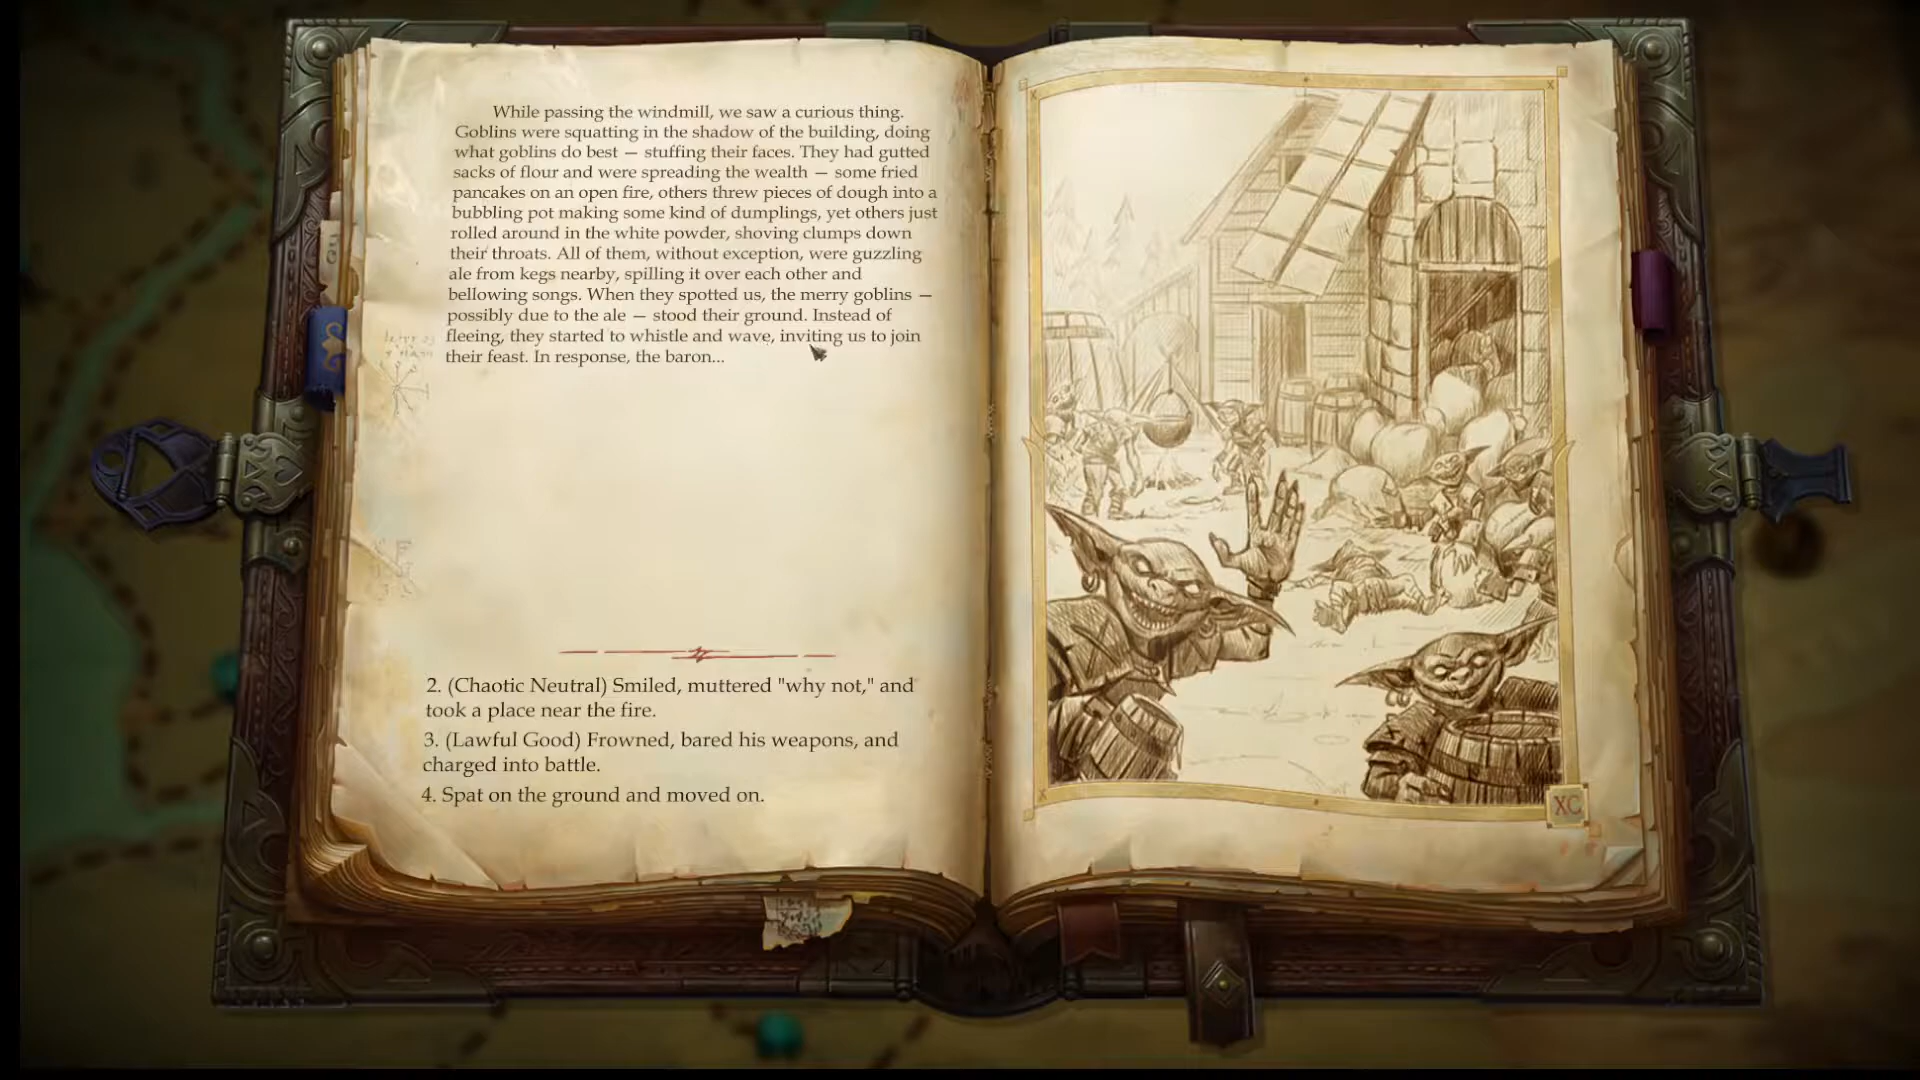 While passing the windmill, we saw a curious thing.
Goblins were squatting in the shadow of the building, doing
what goblins do best — stuffing their faces. They had gutted
sacks of flour and were spreading the wealth — some fried
pancakes on an open fire, others threw pieces of dough into a
bubbling pot making some kind of dumplings, yet others just
rolled around in the white powder, shoving clumps down
their throats. All of them, without exception, were guzzling
ale from kegs nearby, spilling it over each other and
bellowing songs. When they spotted us, the merry goblins —
possibly due to the ale — stood their ground. Instead of
fleeing, they started to whistle and wave, inviting us to join
their feast. In response, the baron...
2. (Chaotic Neutral) Smiled, muttered "why not," and
took a place near the fire.
3. (Lawful Good) Frowned, bared his weapons, and
charged into battle.
4. Spat on the ground and moved on.
XC